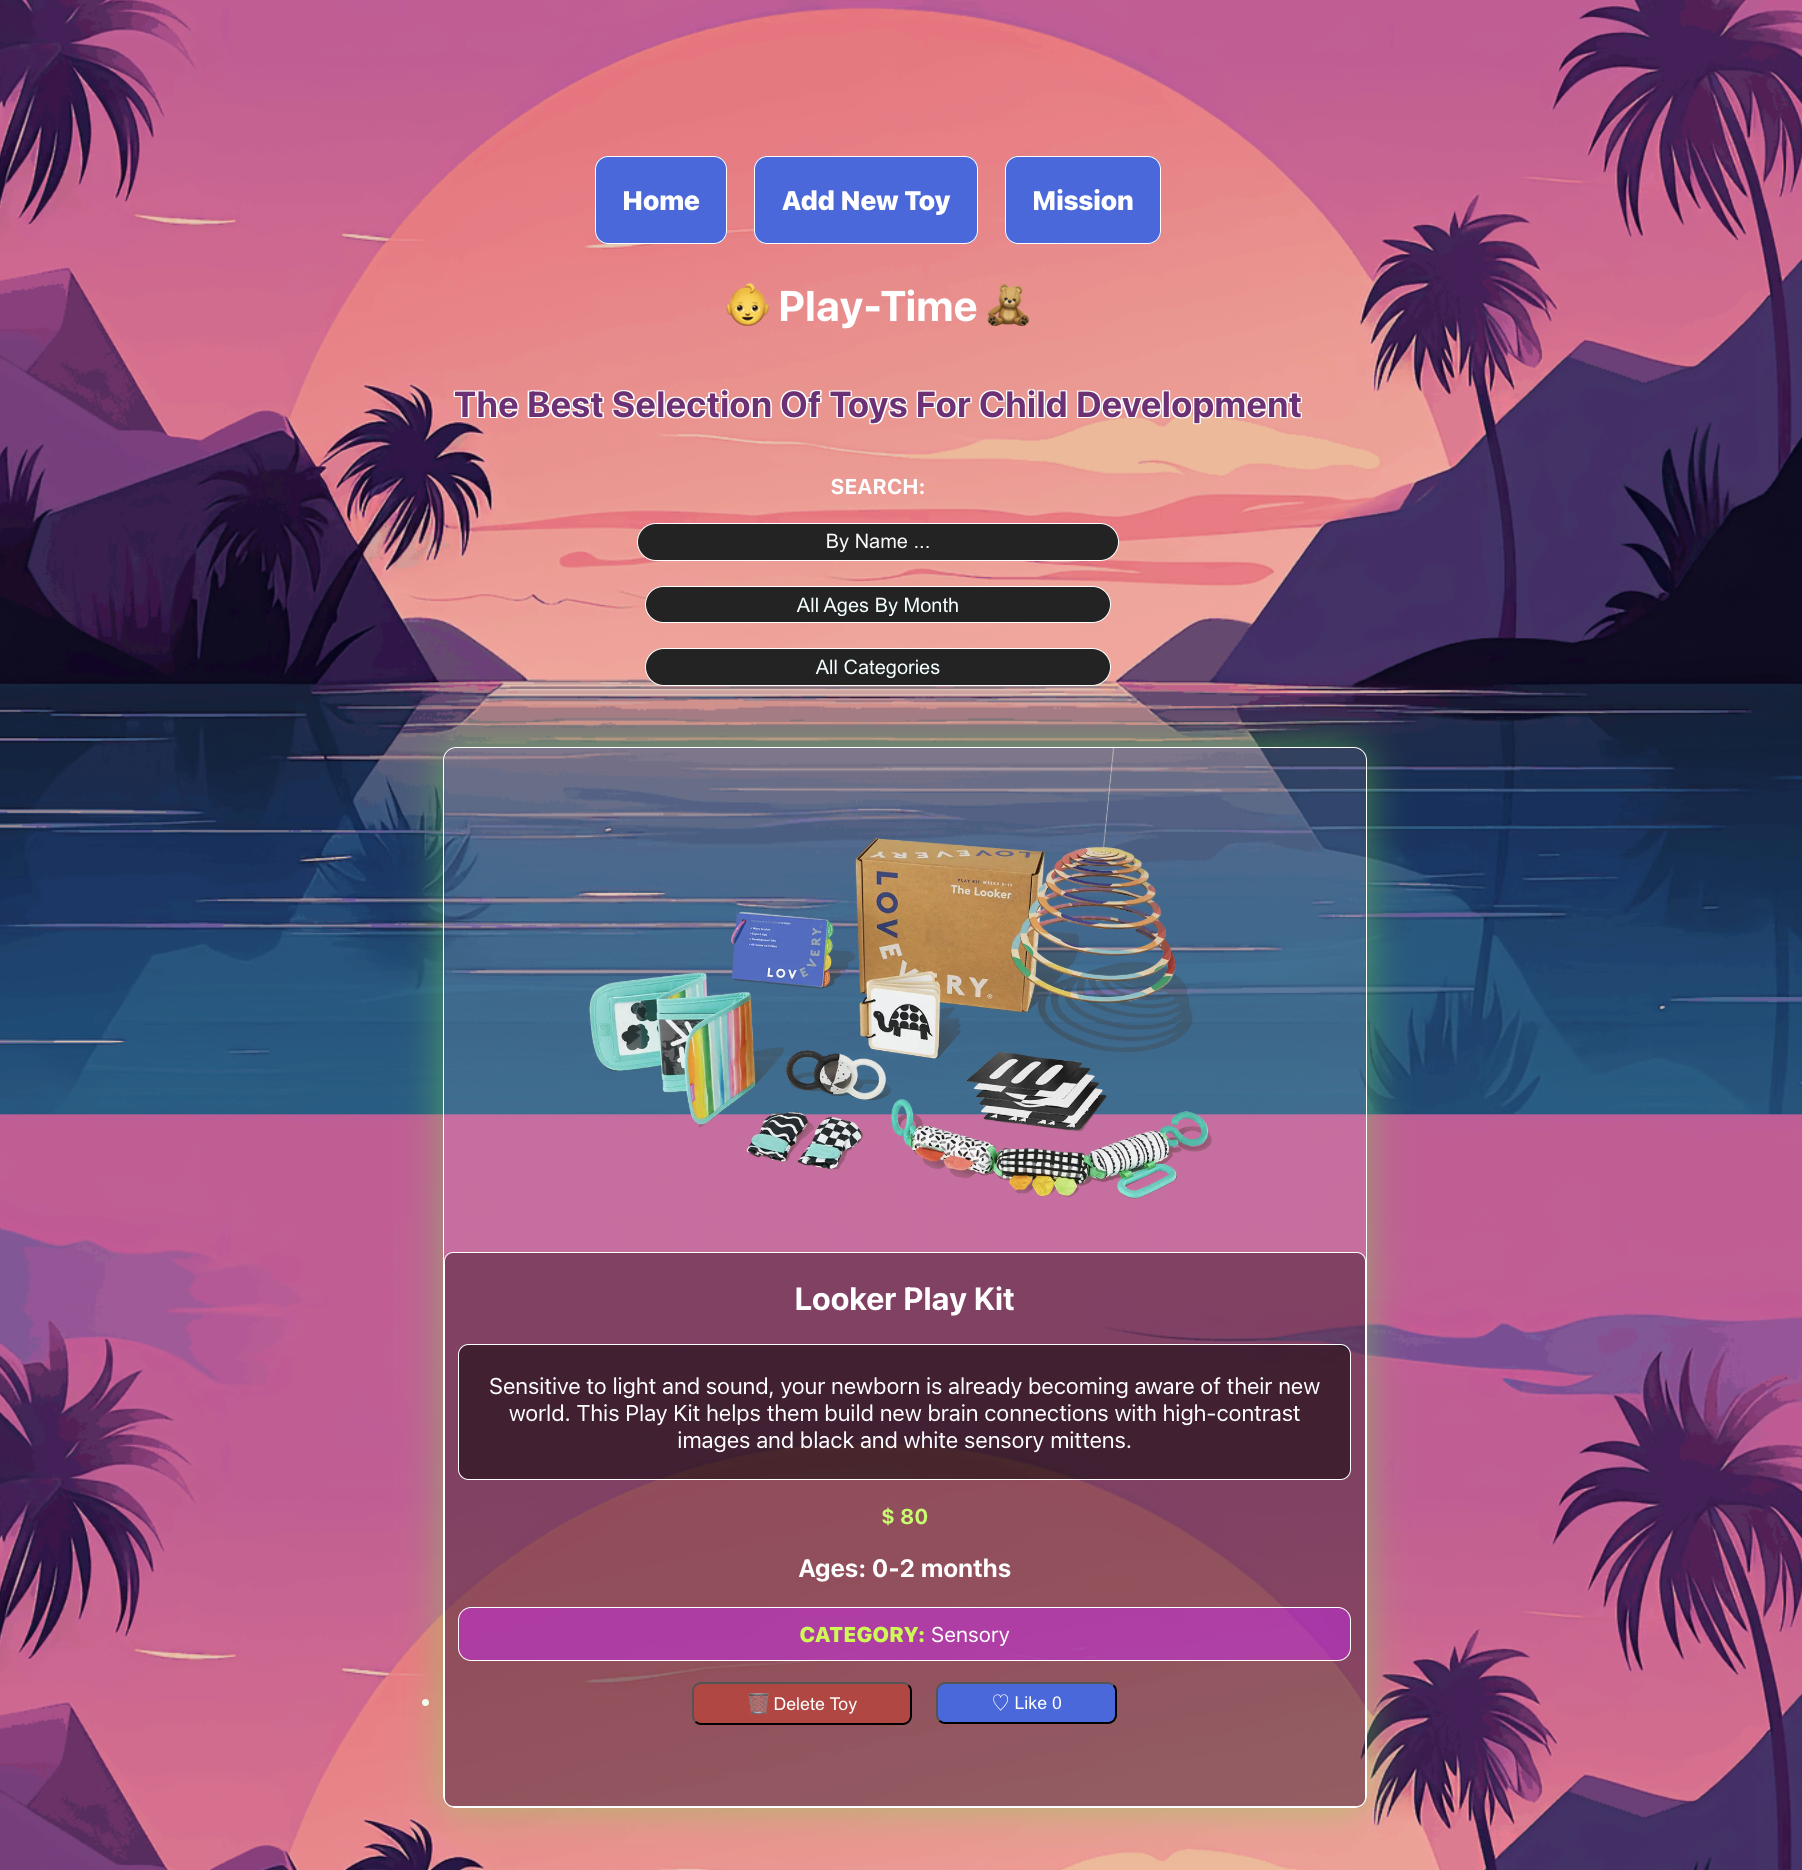 Home
Add New Toy
Mission
👶 Play-Time 🧸
The Best Selection Of Toys For Child Development
SEARCH:
By Name ...
All Ages By Month
All Categories
LOVEVERY
The Looker
LOVEVERY
LOVEVERY
Looker Play Kit
Sensitive to light and sound, your newborn is already becoming aware of their new
world. This Play Kit helps them build new brain connections with high-contrast
images and black and white sensory mittens.
$ 80
Ages: 0-2 months
CATEGORY: Sensory
🗑️ Delete Toy
♡ Like 0